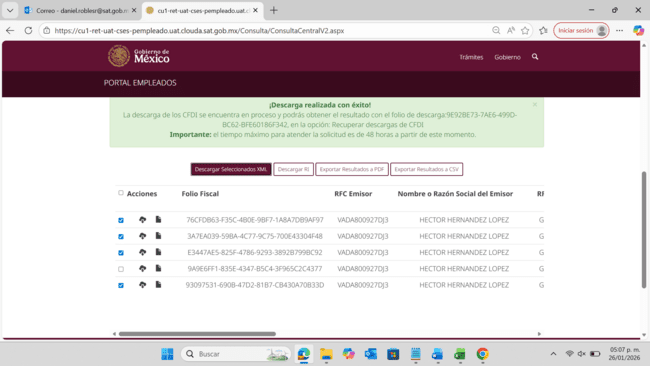 Correo - daniel.roblesr@sat.gob.m
cu1-ret-uat-cses-pempleado.uat.c
https://cu1-ret-uat-cses-pempleado.uat.clouda.sat.gob.mx/Consulta/ConsultaCentralV2.aspx
Iniciar sesión
Gobierno de
México
Trámites
Gobierno
PORTAL EMPLEADOS
¡Descarga realizada con éxito!
La descarga de los CFDI se encuentra en proceso y podrás obtener el resultado con el folio de descarga:9E92BE73-7AE6-499D-
BC62-BFE60186F342, en la opción: Recuperar descargas de CFDI
Importante: el tiempo máximo para atender la solicitud es de 48 horas a partir de este momento.
Descargar Seleccionados XML
Descargar RI
Exportar Resultados a PDF
Exportar Resultados a CSV
Acciones Folio Fiscal RFC Emisor Nombre o Razón Social del Emisor RF
76CFDB63-F35C-4B0E-9BF7-1A8A7DB9AF97 VADA800927DJ3 HECTOR HERNANDEZ LOPEZ G
3A7EA039-59BA-4C77-9C75-700E43304F48 VADA800927DJ3 HECTOR HERNANDEZ LOPEZ G
E3447AE5-825F-4786-9293-3892B799BC92 VADA800927DJ3 HECTOR HERNANDEZ LOPEZ G
9A9E6FF1-835E-4347-B5C4-3F965C2C4377 VADA800927DJ3 HECTOR HERNANDEZ LOPEZ G
93097531-690B-47D2-81B7-CB430A70B33D VADA800927DJ3 HECTOR HERNANDEZ LOPEZ G
Buscar
05:07 p. m.
26/01/2026